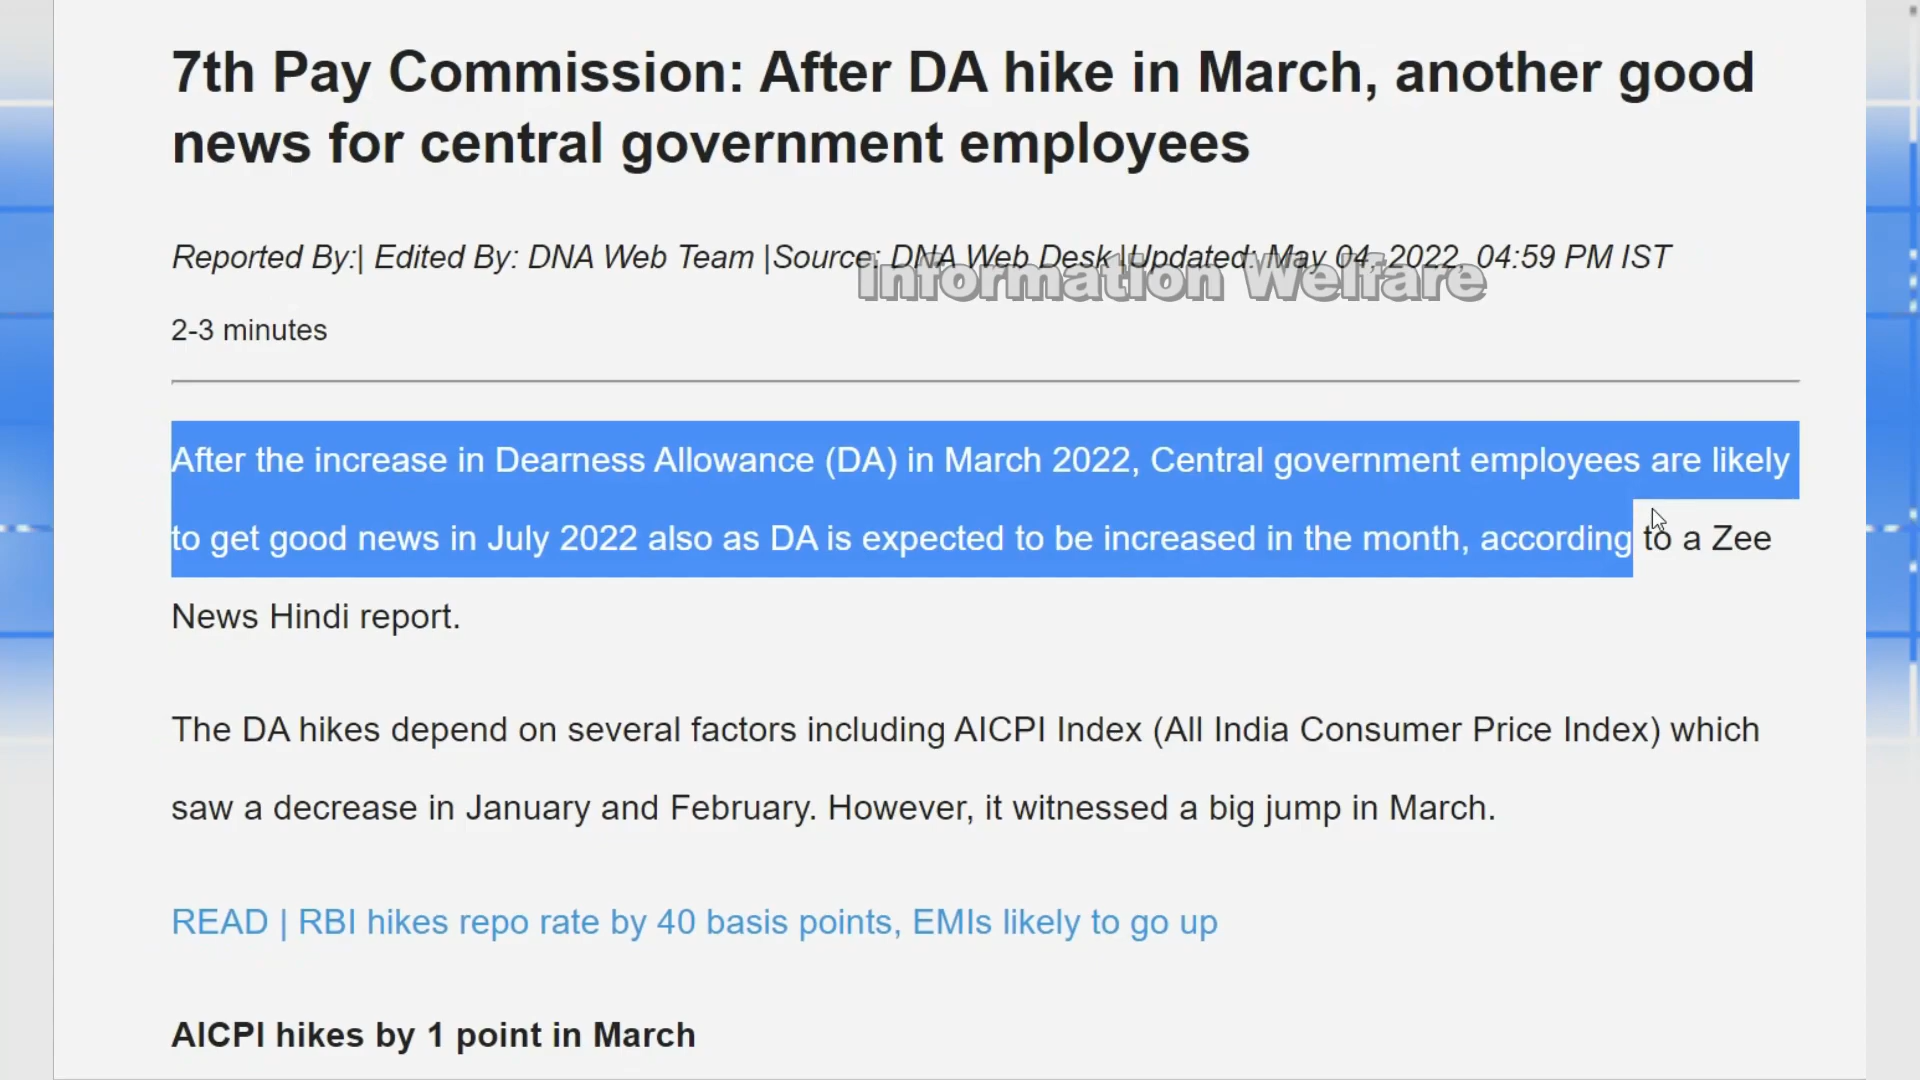 7th Pay Commission: After DA hike in March, another good
news for central government employees
Reported By:| Edited By: DNA Web Team |Source: DNA Web Desk |Updated: May 04, 2022, 04:59 PM IST
Information Welfare
2-3 minutes
After the increase in Dearness Allowance (DA) in March 2022, Central government employees are likely
to get good news in July 2022 also as DA is expected to be increased in the month, according to a Zee
News Hindi report.
The DA hikes depend on several factors including AICPI Index (All India Consumer Price Index) which
saw a decrease in January and February. However, it witnessed a big jump in March.
READ | RBI hikes repo rate by 40 basis points, EMIs likely to go up
AICPI hikes by 1 point in March